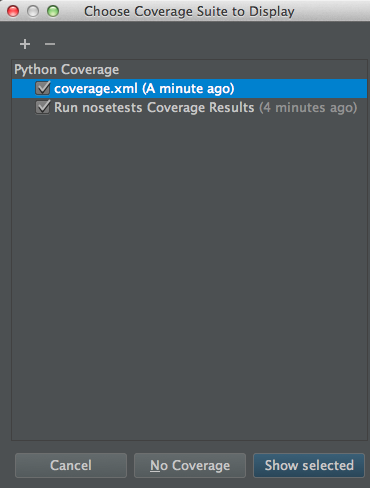 Choose Coverage Suite to Display
Python Coverage
coverage.xml (A minute ago)
Run nosetests Coverage Results (4 minutes ago)
Cancel
No Coverage
Show selected